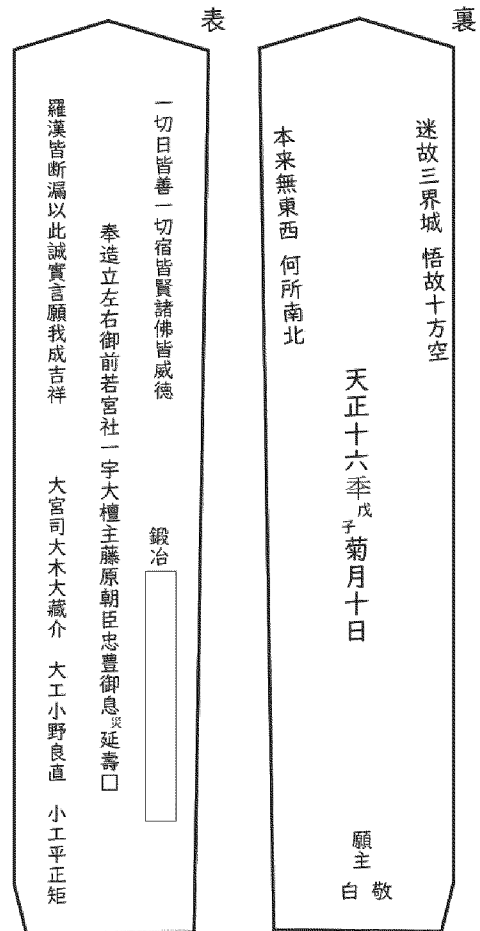 裏
迷故三界城 悟故十方空
天正十六季戊子菊月十日
願主
敬白
本来無東西 何所南北
表
一切日皆善一切宿皆賢諸佛皆威德
鍛冶
奉造立左右御前若宮社一宇大檀主藤原朝臣忠豊御息災延壽□
羅漢皆断漏以此誠實言願我成吉祥 大宮司大木大藏介 大工小野良直 小工平正矩